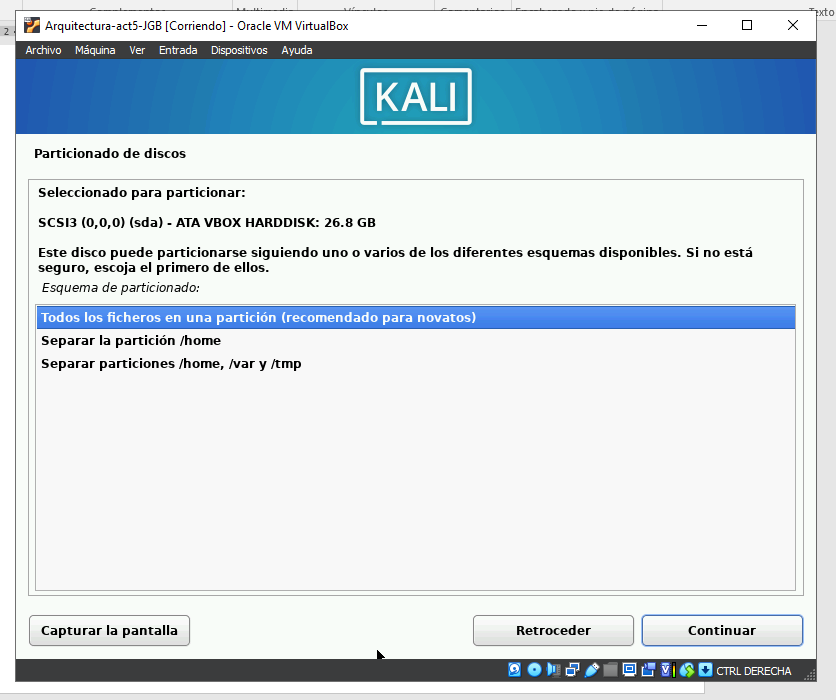 Texto
2
Arquitectura-act5-JGB [Corriendo] - Oracle VM VirtualBox
Archivo Máquina Ver Entrada Dispositivos Ayuda
KALI
Particionado de discos
Seleccionado para particionar:
SCSI3 (0,0,0) (sda) - ATA VBOX HARDDISK: 26.8 GB
Este disco puede particionarse siguiendo uno o varios de los diferentes esquemas disponibles. Si no está
seguro, escoja el primero de ellos.
Esquema de particionado:
Todos los ficheros en una partición (recomendado para novatos)
Separar la partición /home
Separar particiones /home, /var y /tmp
Capturar la pantalla Retroceder Continuar
CTRL DERECHA